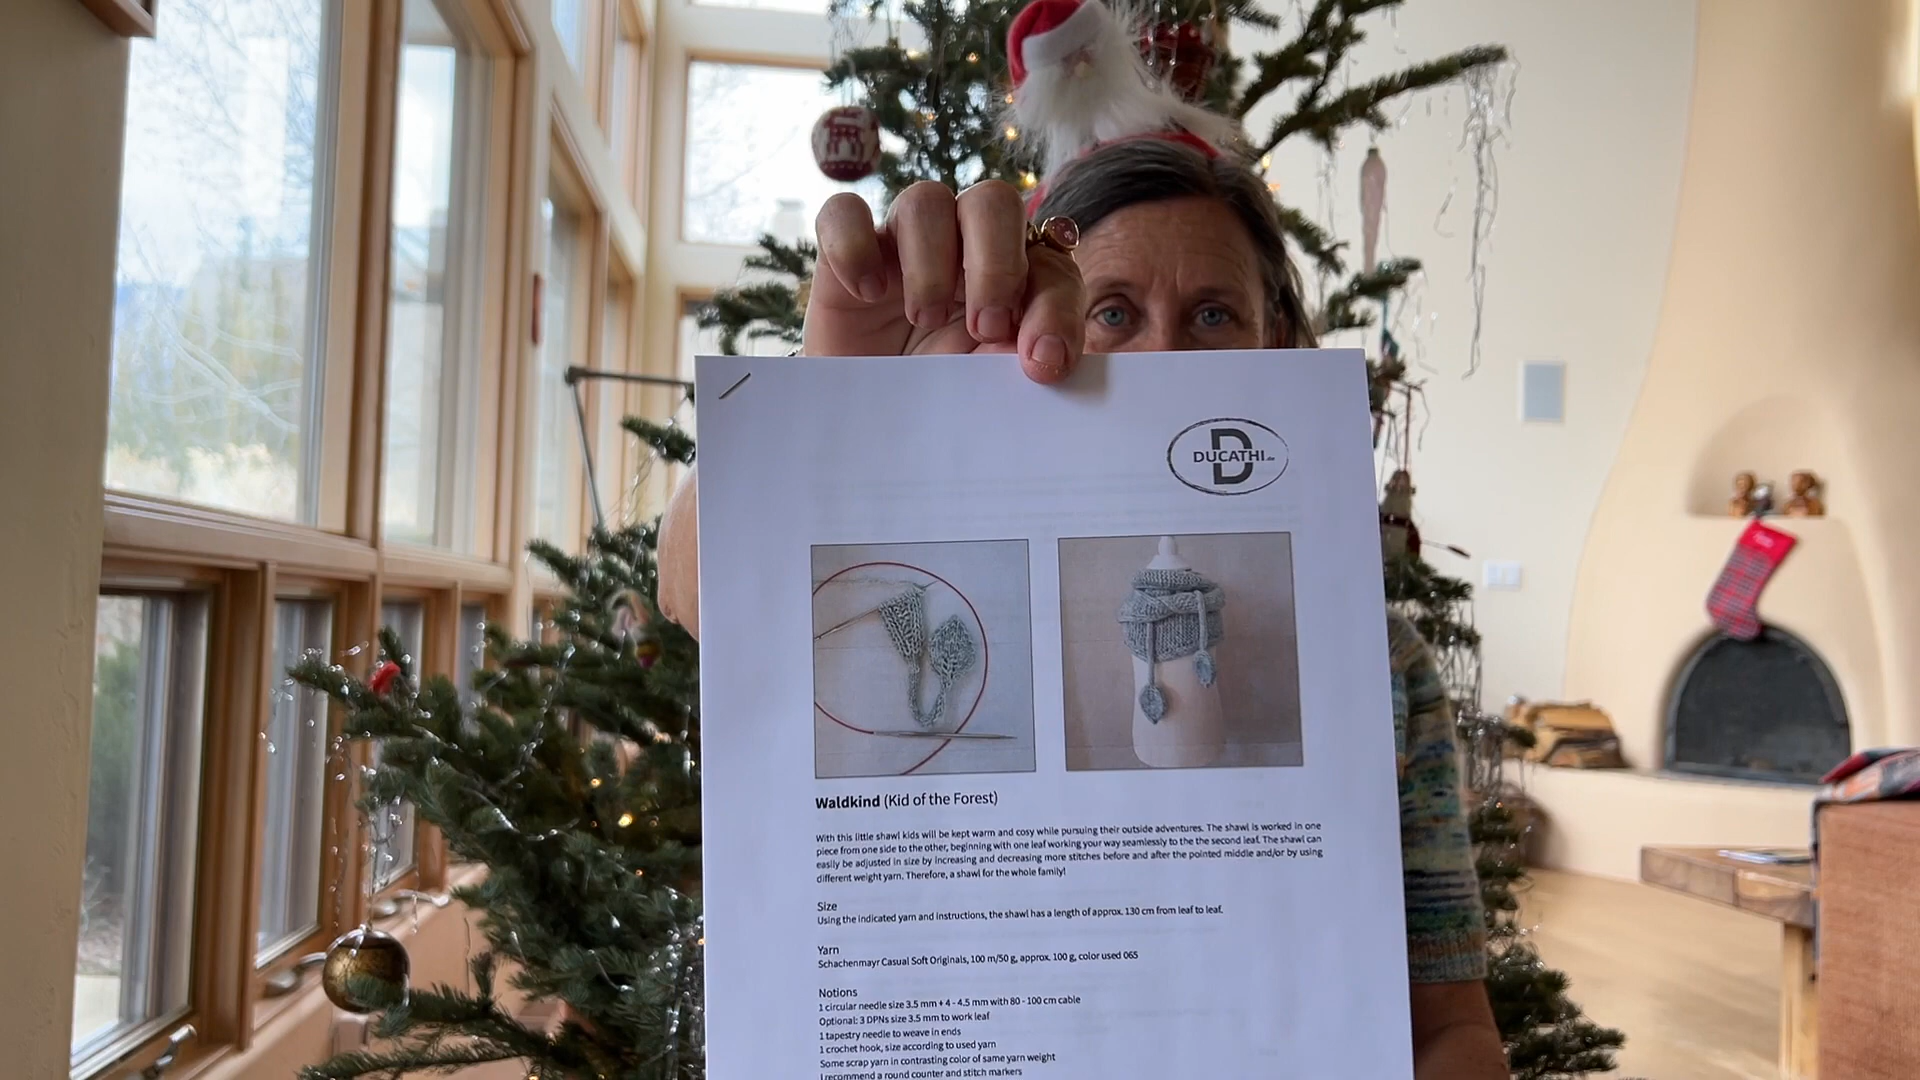 DUCATHI.de
Waldkind (Kid of the Forest)
With this little shawl kids will be kept warm and cosy while pursuing their outside adventures. The shawl is worked in one
piece from one side to the other, beginning with one leaf working your way seamlessly to the the second leaf. The shawl can
easily be adjusted in size by increasing and decreasing more stitches before and after the pointed middle and/or by using
different weight yarn. Therefore, a shawl for the whole family!
Size
Using the indicated yarn and instructions, the shawl has a length of approx. 130 cm from leaf to leaf.
Yarn
Schachenmayr Casual Soft Originals, 100 m/50 g, approx. 100 g, color used 065
Notions
1 circular needle size 3.5 mm + 4 - 4.5 mm with 80 - 100 cm cable
Optional: 3 DPNs size 3.5 mm to work leaf
1 tapestry needle to weave in ends
1 crochet hook, size according to used yarn
Some scrap yarn in contrasting color of same yarn weight
I recommend a round counter and stitch markers